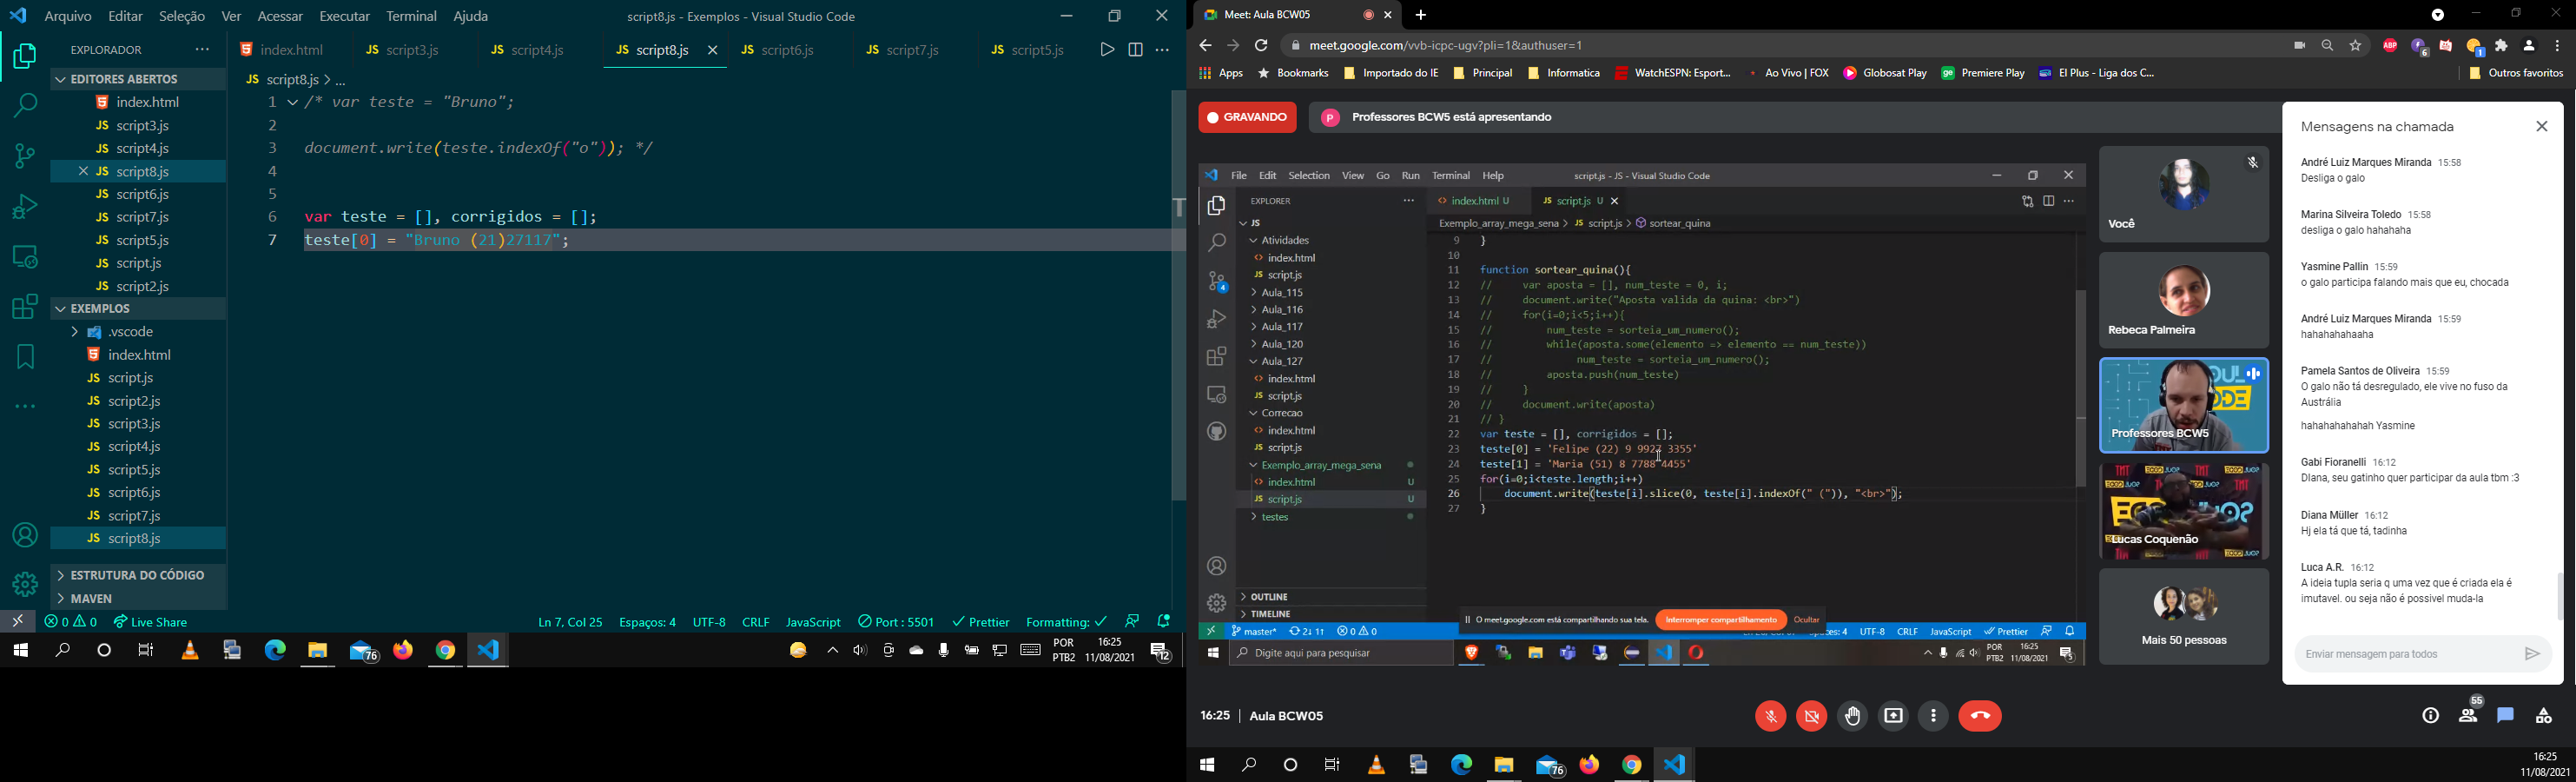 Arquivo Editar Seleção Ver Acessar Executar Terminal Ajuda
script8.js - Exemplos - Visual Studio Code
EXPLORADOR
index.html script3.js script4.js script8.js script6.js script7.js script5.js
script8.js > ...
EDITORES ABERTOS
index.html
script3.js
script4.js
script8.js
script6.js
script7.js
script5.js
script.js
script2.js
EXEMPLOS
.vscode
index.html
script.js
script2.js
script3.js
script4.js
script5.js
script6.js
script7.js
script8.js
ESTRUTURA DO CÓDIGO
MAVEN
1 /* var teste = "Bruno";
2
3 document.write(teste.indexOf("o")); */
4
5
6 var teste = [], corrigidos = [];
7 teste[0] = "Bruno (21)27117";
0 0 Live Share
Ln 7, Col 25 Espaços: 4 UTF-8 CRLF JavaScript Port : 5501 Prettier Formatting:
76
POR
PTB2
16:25
11/08/2021
12
Meet: Aula BCW05
meet.google.com/vvb-icpc-ugv?pli=1&authuser=1
ABP 6 1
Apps Bookmarks Importado do IE Principal Informatica WatchESPN: Esport... Ao Vivo | FOX Globosat Play Premiere Play EI Plus - Liga dos C... Outros favoritos
GRAVANDO
P Professores BCW5 está apresentando
File Edit Selection View Go Run Terminal Help
script.js - JS - Visual Studio Code
EXPLORER
index.html U script.js U
Exemplo_array_mega_sena > JS script.js > sortear_quina
JS
Atividades
index.html
script.js
Aula_115
Aula_116
Aula_117
Aula_120
Aula_127
index.html
script.js
Correcao
index.html
script.js
Exemplo_array_mega_sena
index.html U
script.js U
testes
OUTLINE
TIMELINE
4
9 }
10
11 function sortear_quina(){
12 // var aposta = [], num_teste = 0, i;
13 // document.write("Aposta valida da quina: <br>")
14 // for(i=0;i<5;i++){
15 // num_teste = sorteia_um_numero();
16 // while(aposta.some(elemento => elemento == num_teste))
17 // num_teste = sorteia_um_numero();
18 // aposta.push(num_teste)
19 // }
20 // document.write(aposta)
21 // }
22 var teste = [], corrigidos = [];
23 teste[0] = 'Felipe (22) 9 9927 3355'
24 teste[1] = 'Maria (51) 8 7788 4455'
25 for(i=0;i<teste.length;i++)
26 document.write(teste[i].slice(0, teste[i].indexOf(" (")), "<br>");
27 }
O meet.google.com está compartilhando sua tela. Interromper compartilhamento Ocultar
master* 2↓ 1↑ 0 0
UTF-8 CRLF JavaScript Prettier
Digite aqui para pesquisar
POR
PTB2
16:25
11/08/2021
5
Você
Rebeca Palmeira
Professores BCW5
Lucas Coquenão
Mais 50 pessoas
Mensagens na chamada
André Luiz Marques Miranda 15:58
Desliga o galo
Marina Silveira Toledo 15:58
desliga o galo hahahaha
Yasmine Pallin 15:59
o galo participa falando mais que eu, chocada
André Luiz Marques Miranda 15:59
hahahahahaaha
Pamela Santos de Oliveira 15:59
O galo não tá desregulado, ele vive no fuso da
Austrália
hahahahahahah Yasmine
Gabi Fioranelli 16:12
DIana, seu gatinho quer participar da aula tbm :3
Diana Müller 16:12
Hj ela tá que tá, tadinha
Luca A.R. 16:12
A ideia tupla seria q uma vez que é criada ela é
imutavel. ou seja não é possivel muda-la
Enviar mensagem para todos
16:25 | Aula BCW05
55
76
16:25
11/08/2021